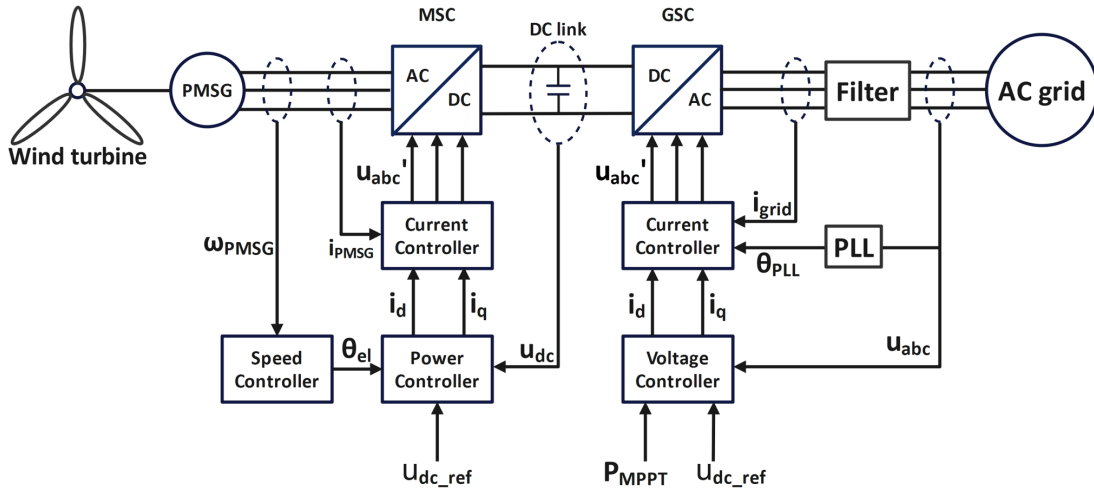 MSC
GSC
DC link
PMSG
AC
DC
DC
AC
Filter
AC grid
Wind turbine
uabc'
uabc'
igrid
ωPMSG
iPMSG
Current
Controller
Current
Controller
PLL
θPLL
id
iq
id
iq
Speed
Controller
θel
Power
Controller
udc
Voltage
Controller
uabc
udc_ref
PMPPT
udc_ref